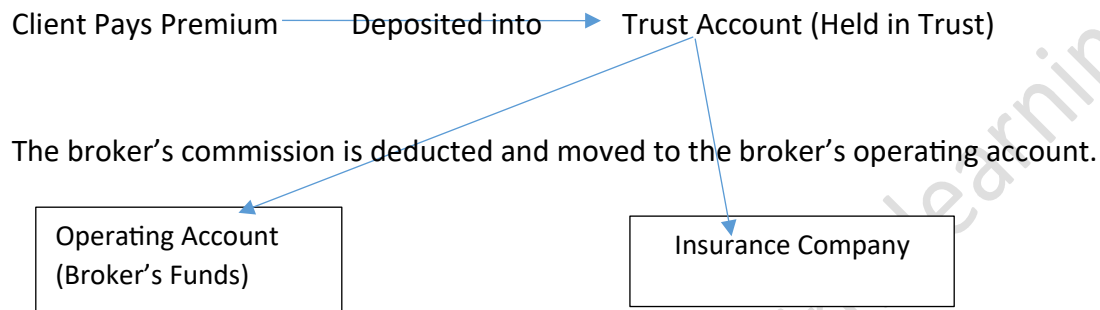 Client Pays Premium Deposited into Trust Account (Held in Trust)
The broker's commission is deducted and moved to the broker's operating account.
Operating Account
(Broker's Funds)
Insurance Company